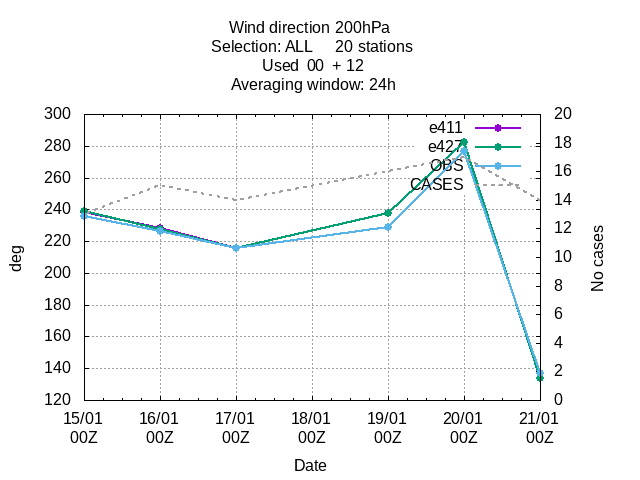 Wind direction 200hPa
Selection: ALL     20 stations
Used  00  + 12
Averaging window: 24h
300
280
260
240
220
200
180
160
140
120
20
18
16
14
12
10
8
6
4
2
0
e411
e427
OBS
CASES
deg
No cases
15/01 16/01 17/01 18/01 19/01 20/01 21/01
00Z 00Z 00Z 00Z 00Z 00Z 00Z
Date